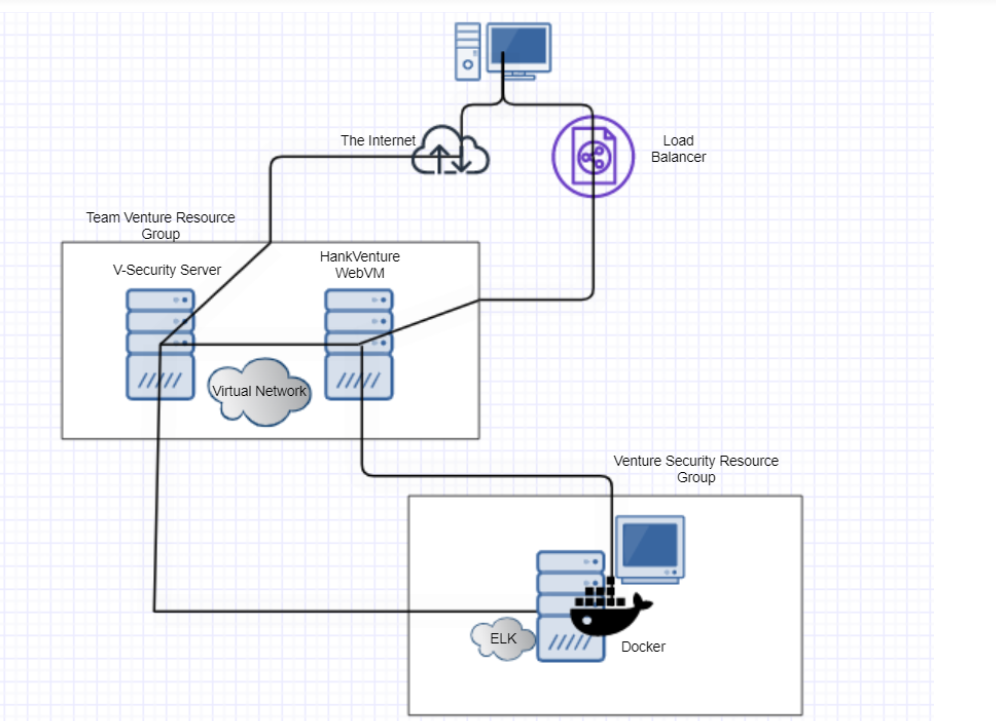 The Internet
Load
Balancer
Team Venture Resource
Group
V-Security Server
HankVenture
WebVM
Virtual Network
Venture Security Resource
Group
ELK
Docker